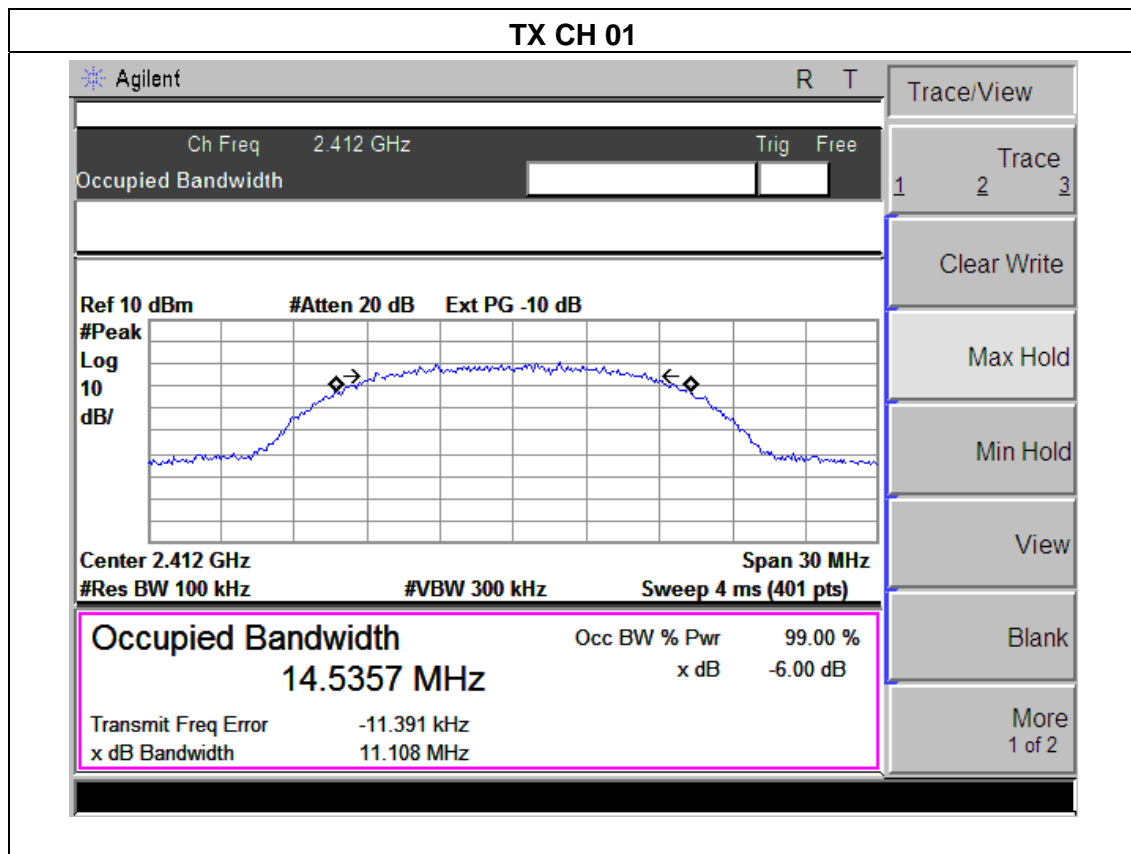 TX CH 01
Agilent R T
Ch Freq 2.412 GHz Trig Free
Occupied Bandwidth
Ref 10 dBm #Atten 20 dB Ext PG -10 dB
#Peak
Log
10
dB/
Center 2.412 GHz Span 30 MHz
#Res BW 100 kHz #VBW 300 kHz Sweep 4 ms (401 pts)
Occupied Bandwidth Occ BW % Pwr 99.00 %
14.5357 MHz x dB -6.00 dB
Transmit Freq Error -11.391 kHz
x dB Bandwidth 11.108 MHz
Trace/View
Trace
1 2 3
Clear Write
Max Hold
Min Hold
View
Blank
More
1 of 2